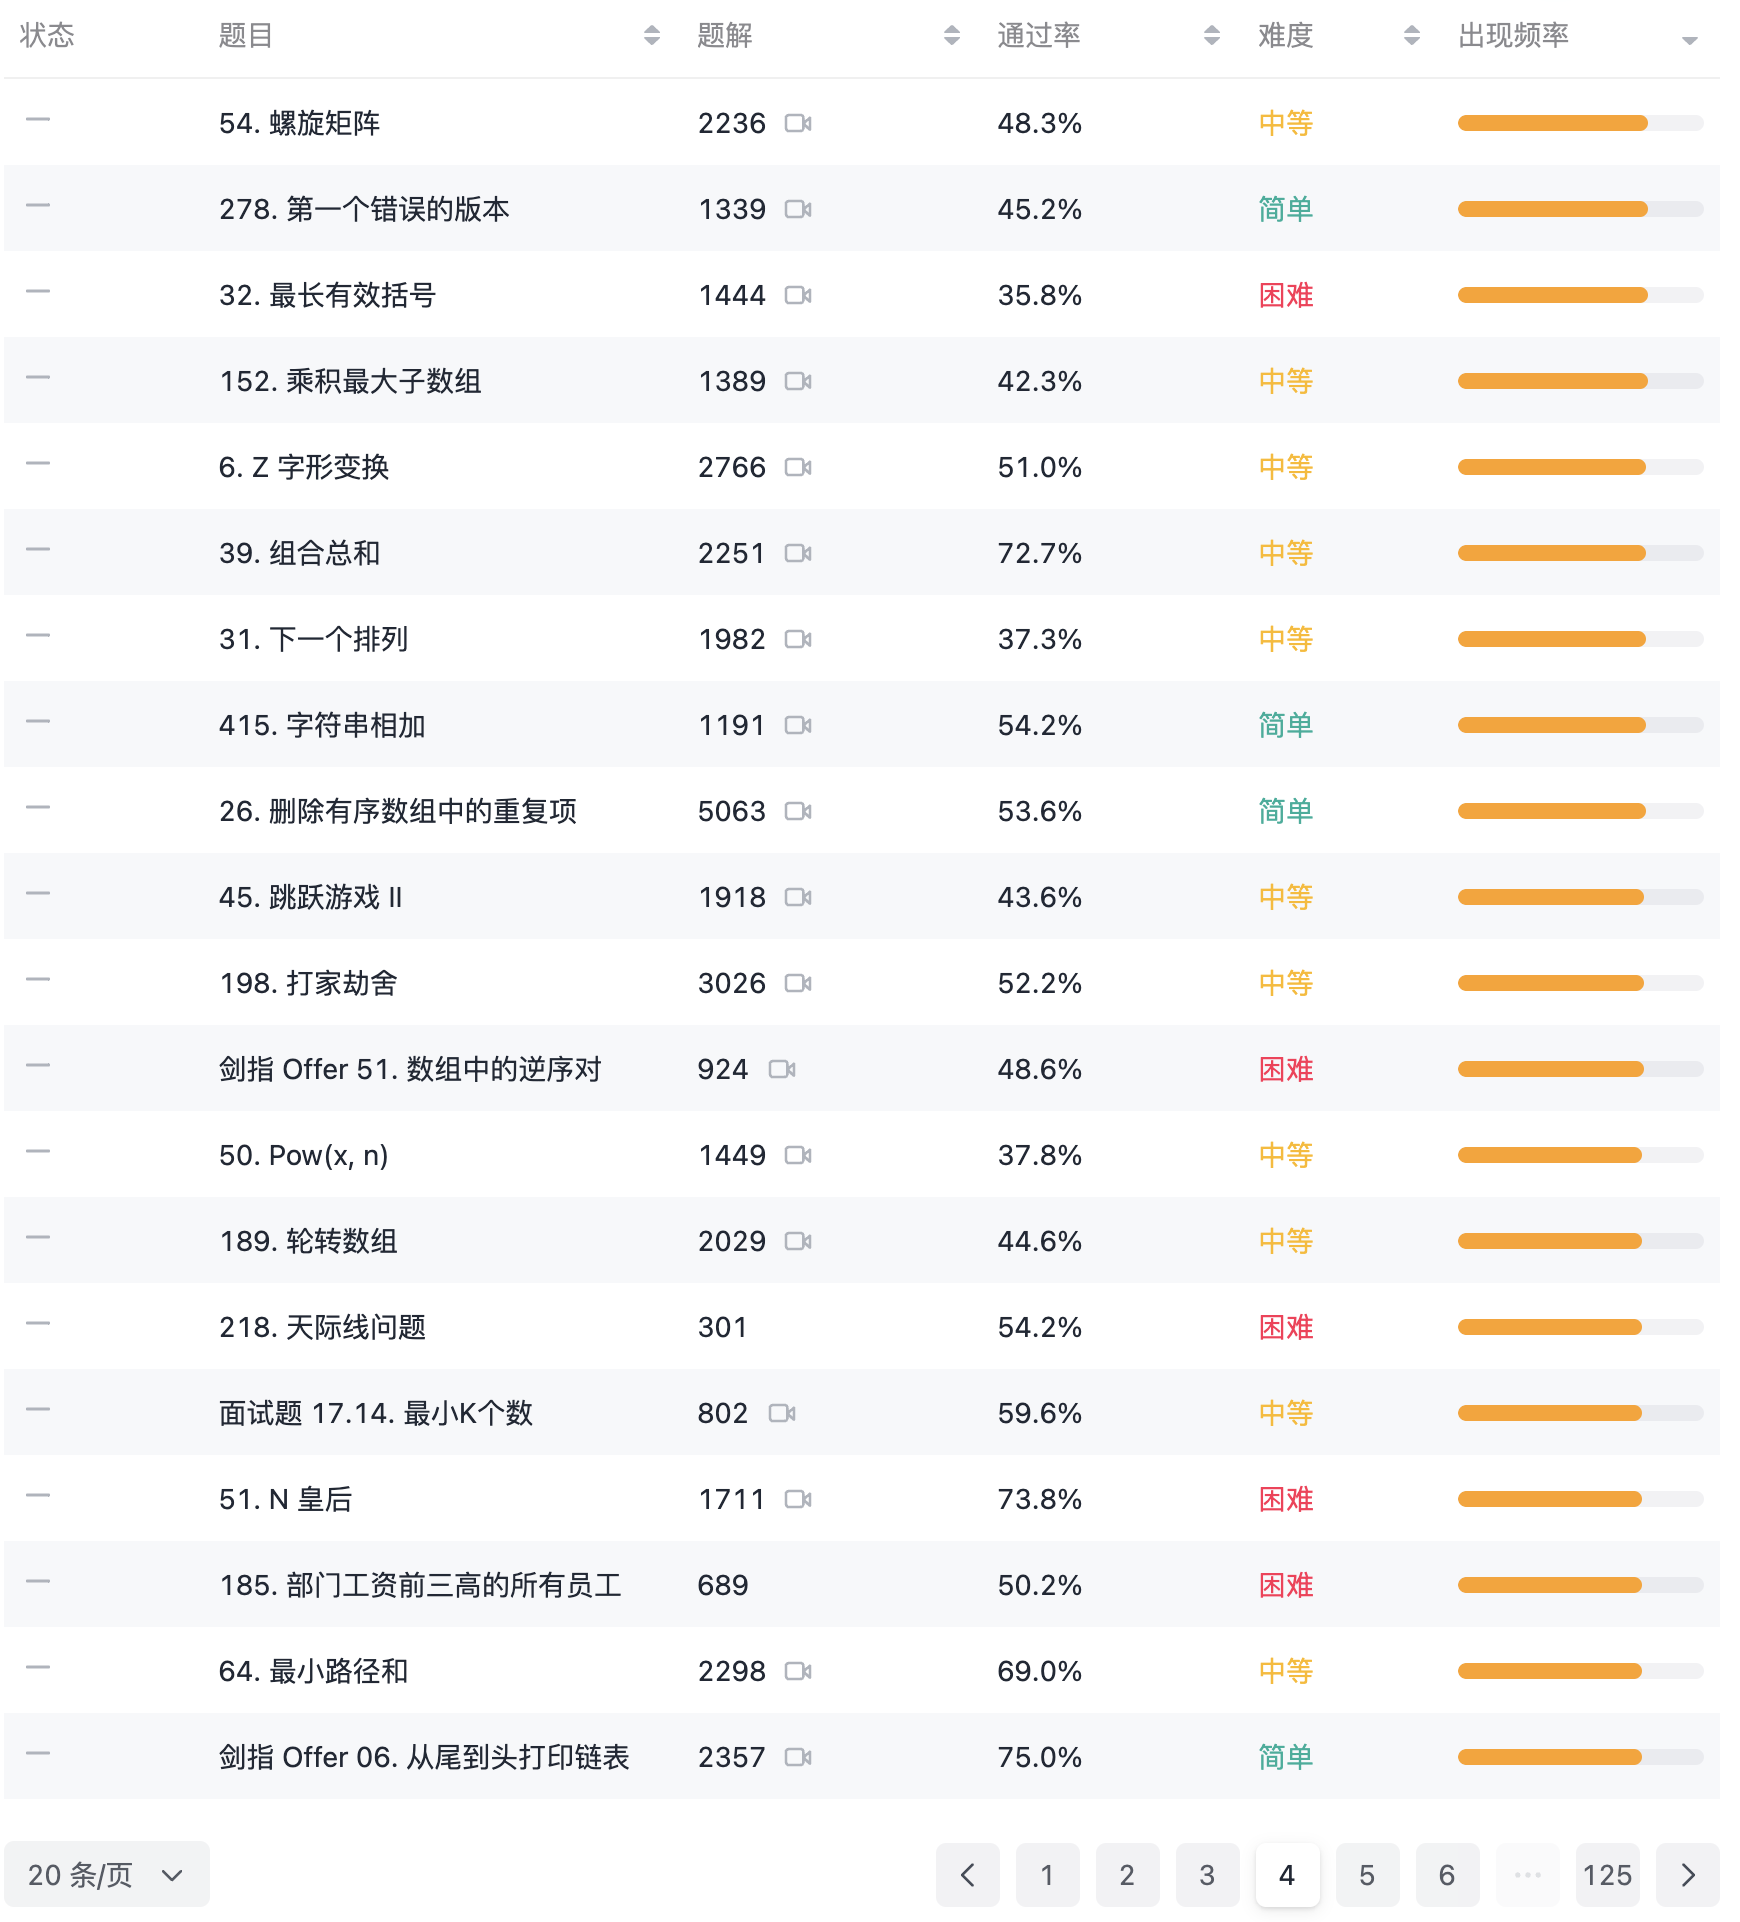 状态 题目 题解 通过率 难度 出现频率
54. 螺旋矩阵 2236 48.3% 中等
278. 第一个错误的版本 1339 45.2% 简单
32. 最长有效括号 1444 35.8% 困难
152. 乘积最大子数组 1389 42.3% 中等
6. Z 字形变换 2766 51.0% 中等
39. 组合总和 2251 72.7% 中等
31. 下一个排列 1982 37.3% 中等
415. 字符串相加 1191 54.2% 简单
26. 删除有序数组中的重复项 5063 53.6% 简单
45. 跳跃游戏 II 1918 43.6% 中等
198. 打家劫舍 3026 52.2% 中等
剑指 Offer 51. 数组中的逆序对 924 48.6% 困难
50. Pow(x, n) 1449 37.8% 中等
189. 轮转数组 2029 44.6% 中等
218. 天际线问题 301 54.2% 困难
面试题 17.14. 最小K个数 802 59.6% 中等
51. N 皇后 1711 73.8% 困难
185. 部门工资前三高的所有员工 689 50.2% 困难
64. 最小路径和 2298 69.0% 中等
剑指 Offer 06. 从尾到头打印链表 2357 75.0% 简单
20 条/页 1 2 3 4 5 6 ··· 125